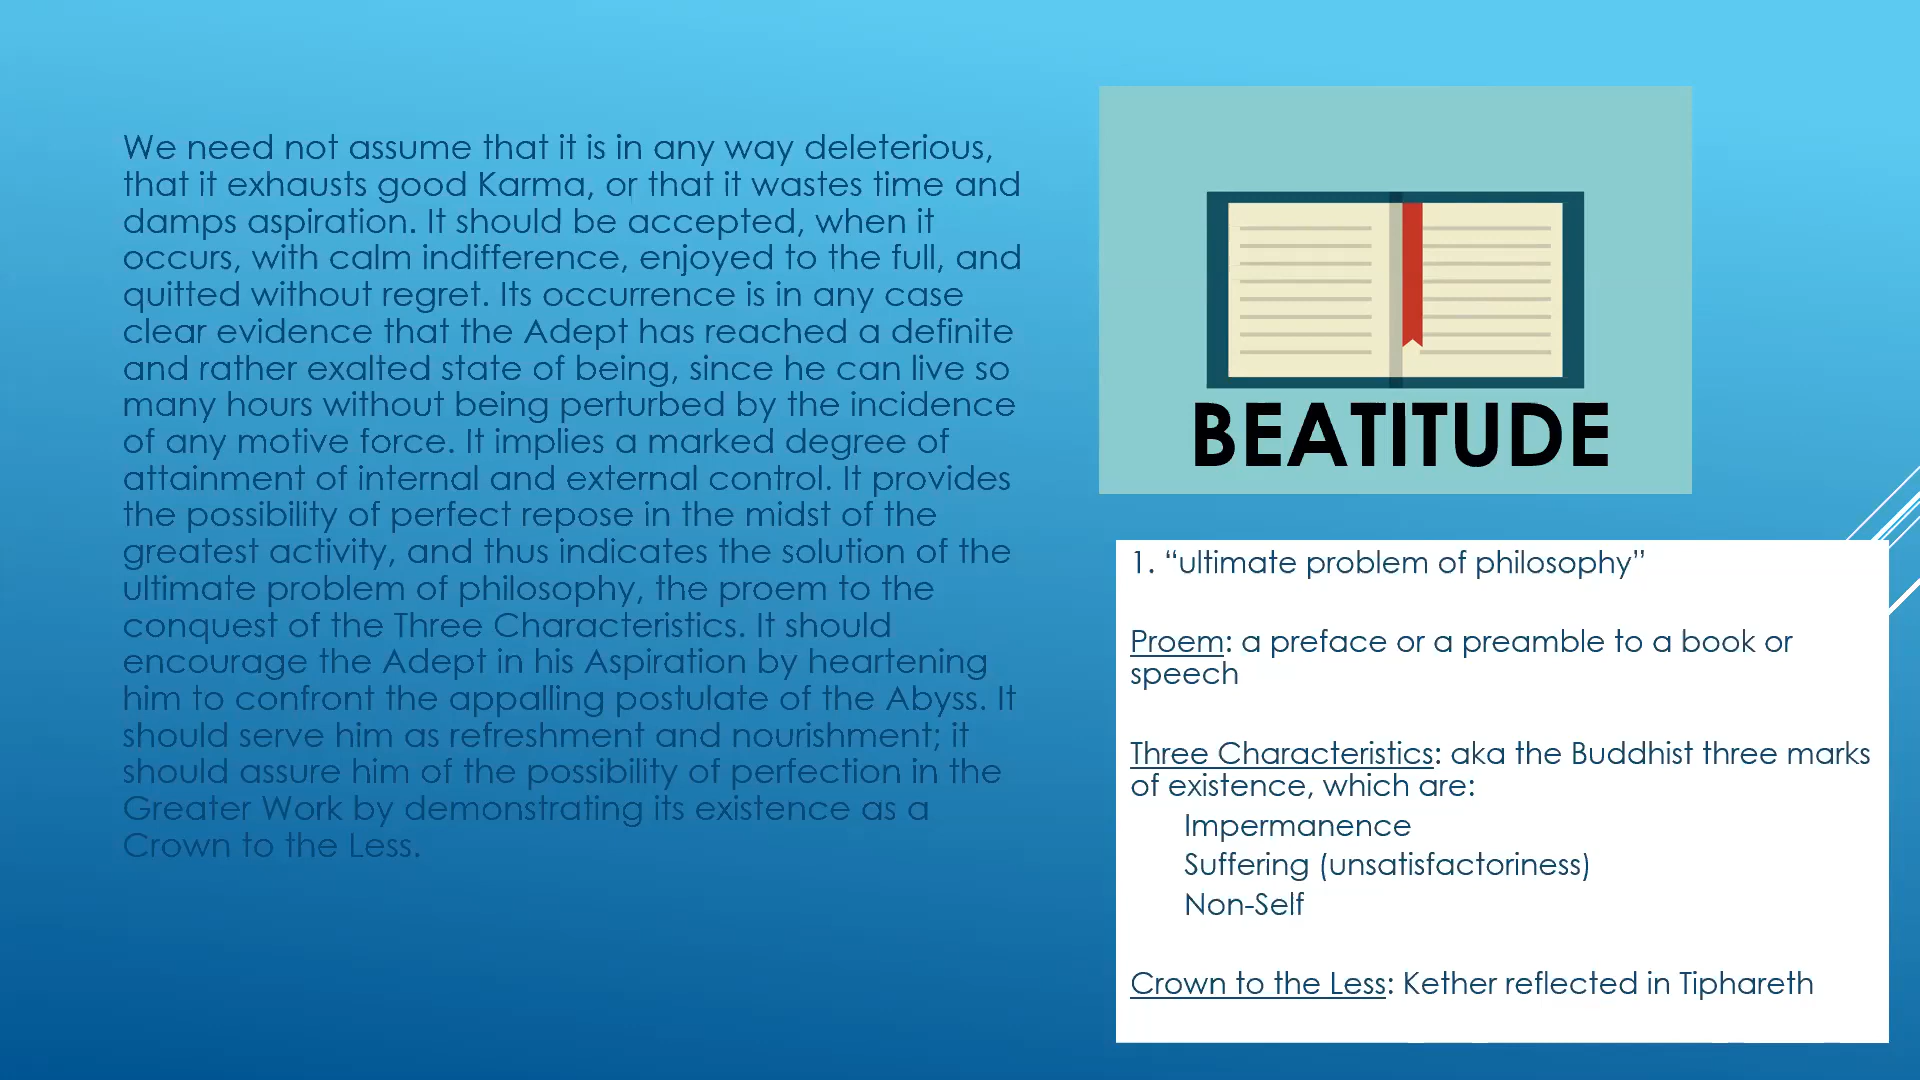 We need not assume that it is in any way deleterious,
that it exhausts good Karma, or that it wastes time and
damps aspiration. It should be accepted, when it
occurs, with calm indifference, enjoyed to the full, and
quitted without regret. Its occurrence is in any case
clear evidence that the Adept has reached a definite
and rather exalted state of being, since he can live so
many hours without being perturbed by the incidence
of any motive force. It implies a marked degree of
attainment of internal and external control. It provides
the possibility of perfect repose in the midst of the
greatest activity, and thus indicates the solution of the
ultimate problem of philosophy, the proem to the
conquest of the Three Characteristics. It should
encourage the Adept in his Aspiration by heartening
him to confront the appalling postulate of the Abyss. It
should serve him as refreshment and nourishment; it
should assure him of the possibility of perfection in the
Greater Work by demonstrating its existence as a
Crown to the Less.
BEATITUDE
1. “ultimate problem of philosophy”
Proem: a preface or a preamble to a book or
speech
Three Characteristics: aka the Buddhist three marks
of existence, which are:
Impermanence
Suffering (unsatisfactoriness)
Non-Self
Crown to the Less: Kether reflected in Tiphareth